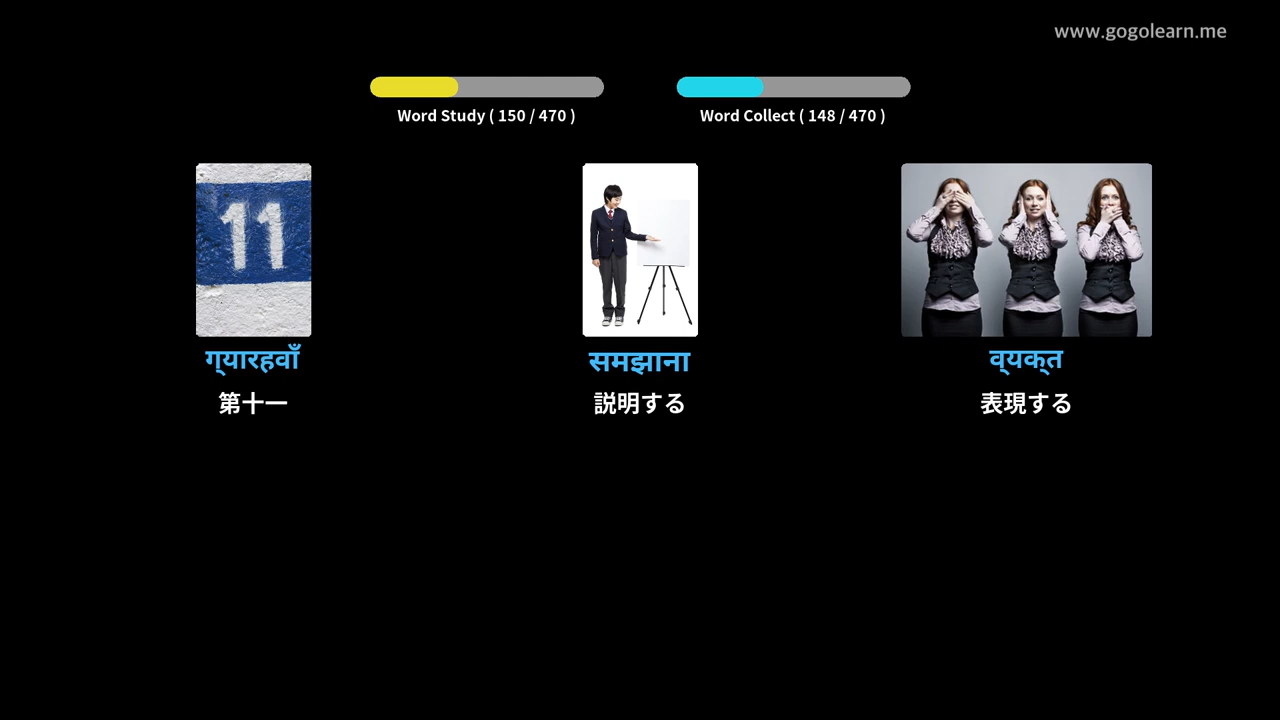 www.gogolearn.me
Word Study ( 150 / 470 )
Word Collect ( 148 / 470 )
11
ग्यारहवाँ
समझाना
व्यक्त
第十一
説明する
表現する